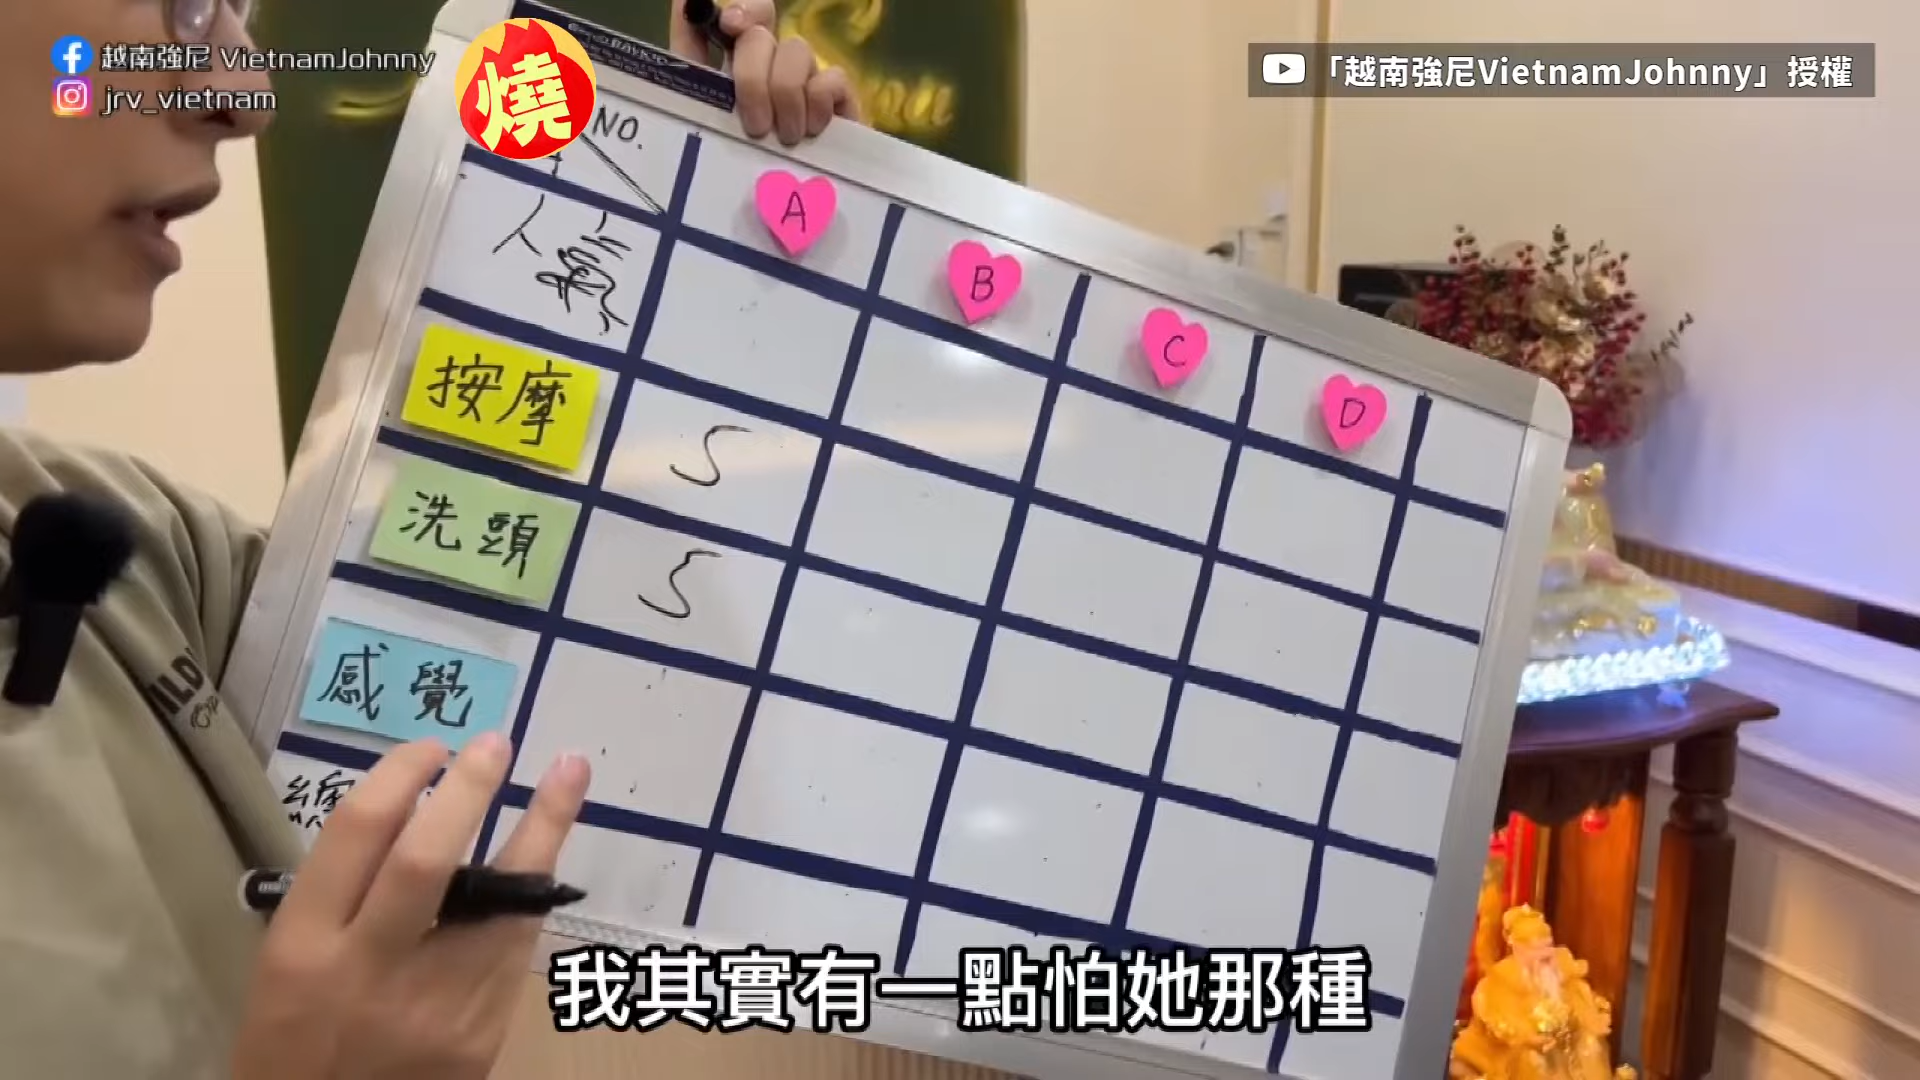 越南強尼 VietnamJohnny
jrv_vietnam
燒
「越南強尼VietnamJohnny」授權
NO.
A
B
C
D
人氣
按摩
S
洗頭
S
感覺
總
我其實有一點怕她那種